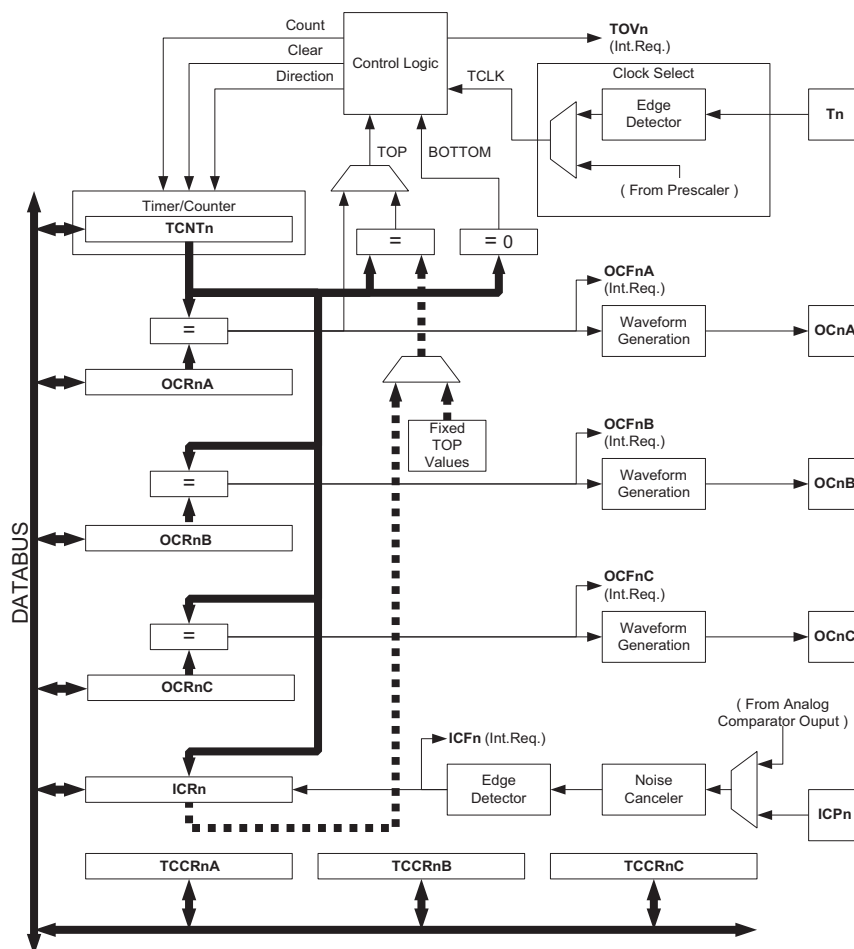 Count
Clear
Direction
Control Logic
TOVn
(Int.Req.)
TCLK
Clock Select
Edge
Detector
Tn
( From Prescaler )
TOP
BOTTOM
Timer/Counter
TCNTn
=
= 0
OCFnA
(Int.Req.)
=
Waveform
Generation
OCnA
OCRnA
Fixed
TOP
Values
OCFnB
(Int.Req.)
=
Waveform
Generation
OCnB
OCRnB
DATABUS
OCFnC
(Int.Req.)
=
Waveform
Generation
OCnC
OCRnC
( From Analog
Comparator Ouput )
ICFn (Int.Req.)
ICRn
Edge
Detector
Noise
Canceler
ICPn
TCCRnA
TCCRnB
TCCRnC